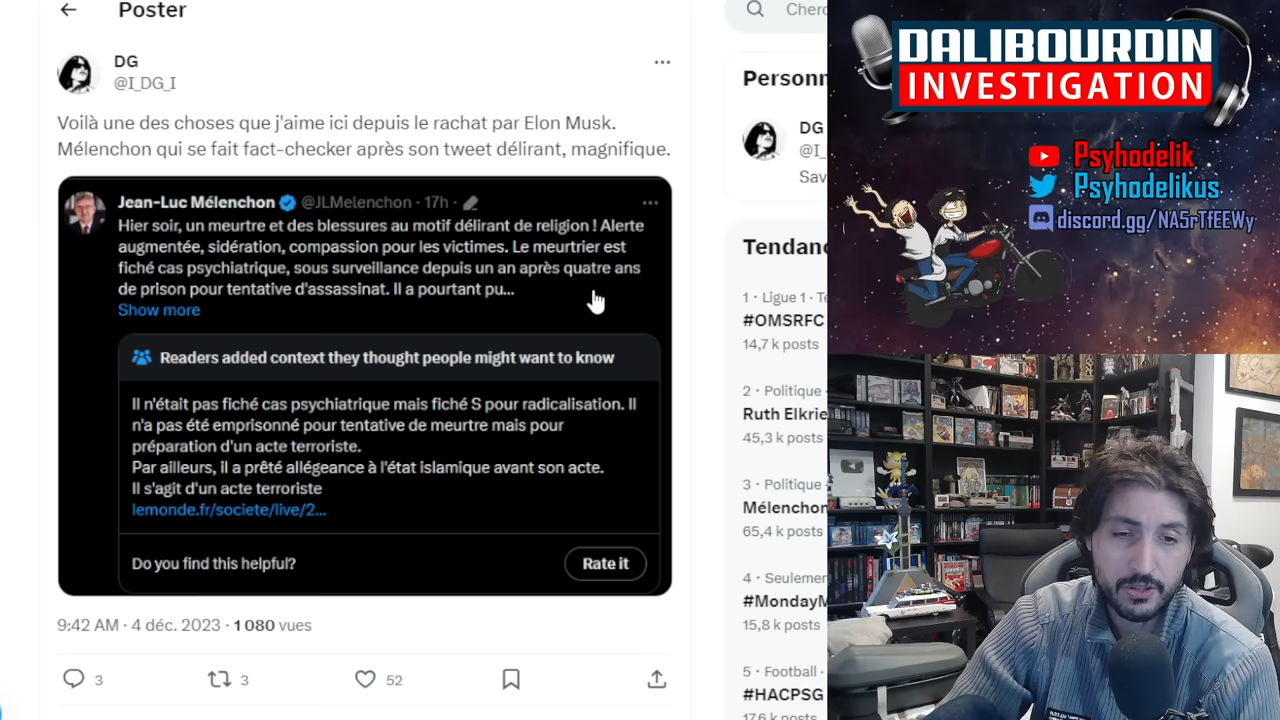 Poster
DG
@I_DG_I
Voilà une des choses que j'aime ici depuis le rachat par Elon Musk.
Mélenchon qui se fait fact-checker après son tweet délirant, magnifique.
Jean-Luc Mélenchon @JLMelenchon · 17h ·
Hier soir, un meurtre et des blessures au motif délirant de religion ! Alerte
augmentée, sidération, compassion pour les victimes. Le meurtrier est
fiché cas psychiatrique, sous surveillance depuis un an après quatre ans
de prison pour tentative d'assassinat. Il a pourtant pu...
Show more
Readers added context they thought people might want to know
Il n'était pas fiché cas psychiatrique mais fiché S pour radicalisation. Il
n'a pas été emprisonné pour tentative de meurtre mais pour
préparation d'un acte terroriste.
Par ailleurs, il a prêté allégeance à l'état islamique avant son acte.
Il s'agit d'un acte terroriste
lemonde.fr/societe/live/2...
Do you find this helpful?
Rate it
9:42 AM · 4 déc. 2023 · 1 080 vues
3
3
52
Cherc
Personn
DG
@I_
Sav
Tendanc
1 · Ligue 1 · Te
#OMSRFC
14,7 k posts
2 · Politique ·
Ruth Elkrie
45,3 k posts
3 · Politique ·
Mélenchon
65,4 k posts
4 · Seulemen
#MondayM
15,8 k posts
5 · Football ·
#HACPSG
17,6 k posts
DALIBOURDIN
INVESTIGATION
Psyhodelik
Psyhodelikus
discord.gg/NA5rTfEEWy